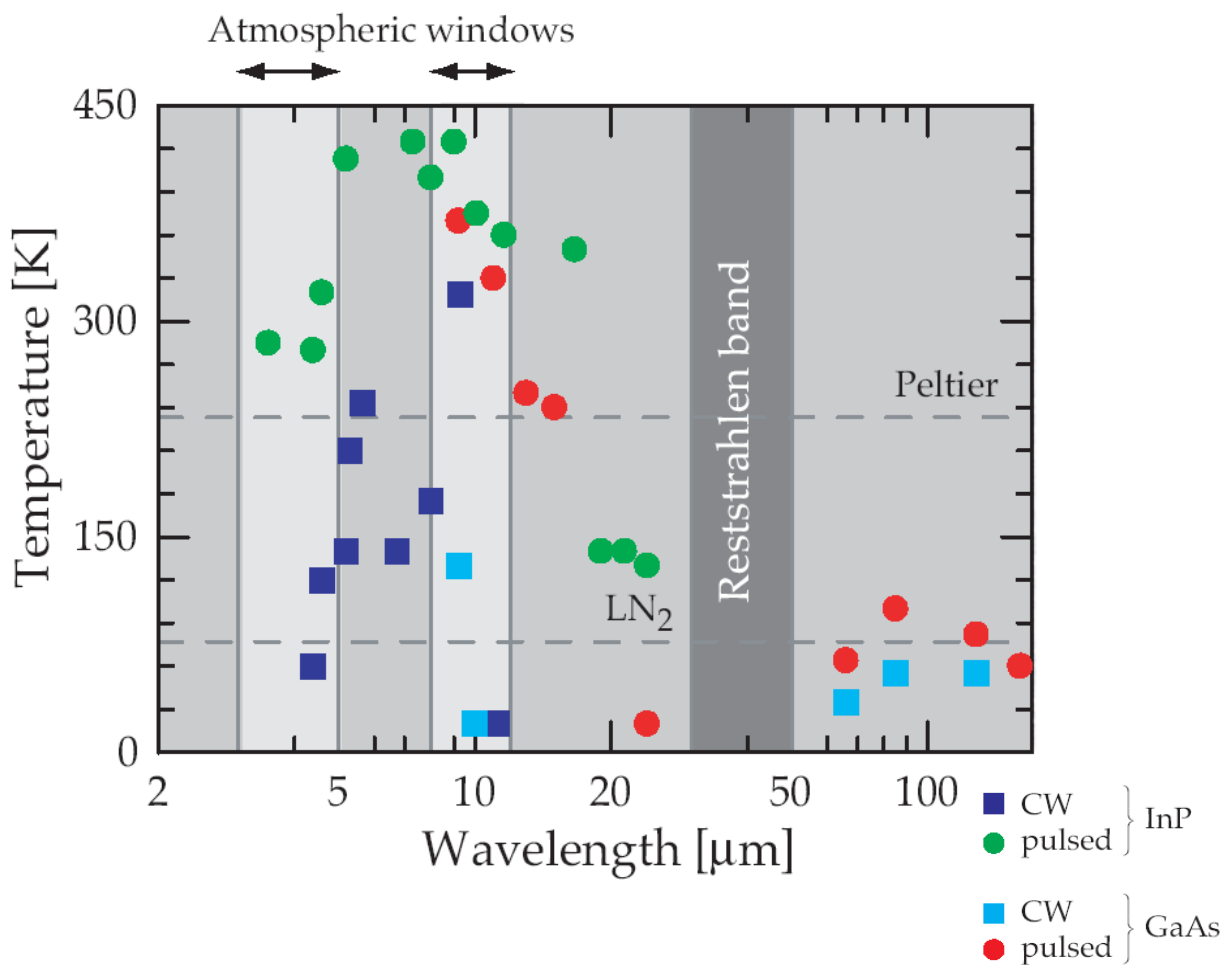 Atmospheric windows
450
300
150
0
Temperature [K]
Reststrahlen band
Peltier
LN₂
2
5
10
20
50
100
Wavelength [μm]
CW
pulsed
InP
CW
pulsed
GaAs